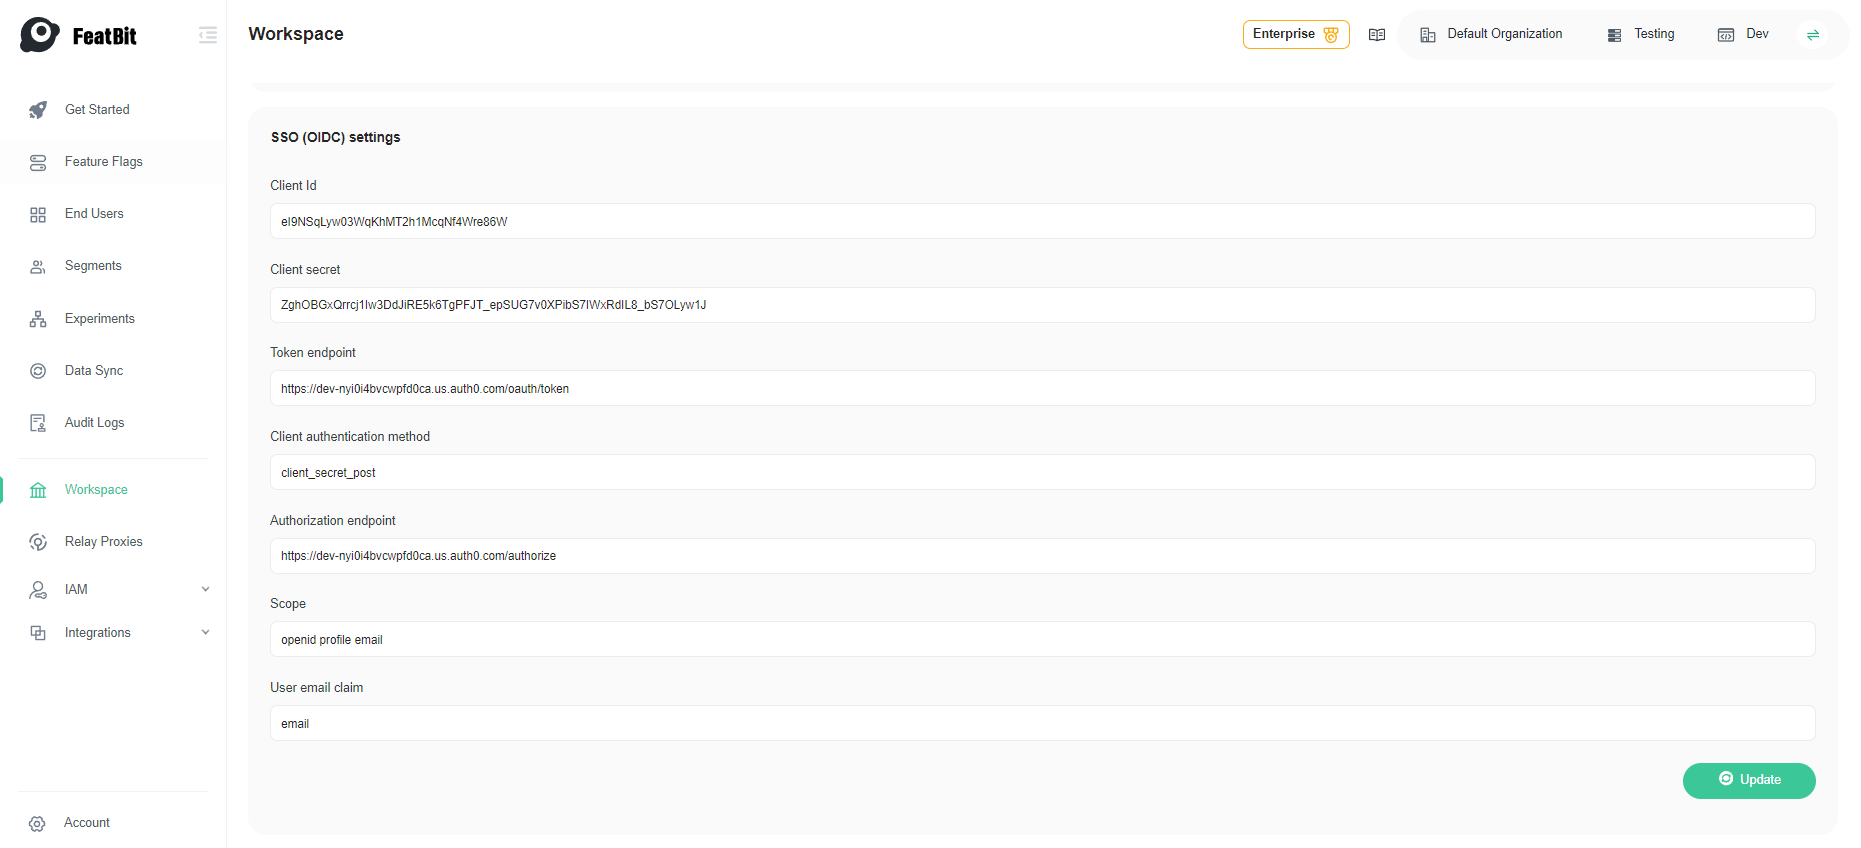 FeatBit
Workspace
Enterprise
Default Organization
Testing
Dev
Get Started
Feature Flags
End Users
Segments
Experiments
Data Sync
Audit Logs
Workspace
Relay Proxies
IAM
Integrations
Account
SSO (OIDC) settings
Client Id
eI9NSqLyw03WqKhMT2h1McqNf4Wre86W
Client secret
ZghOBGxQrrcj1Iw3DdJiRE5k6TgPFJT_epSUG7v0XPibS7IWxRdIL8_bS7OLyw1J
Token endpoint
https://dev-nyi0i4bvcwpfd0ca.us.auth0.com/oauth/token
Client authentication method
client_secret_post
Authorization endpoint
https://dev-nyi0i4bvcwpfd0ca.us.auth0.com/authorize
Scope
openid profile email
User email claim
email
Update